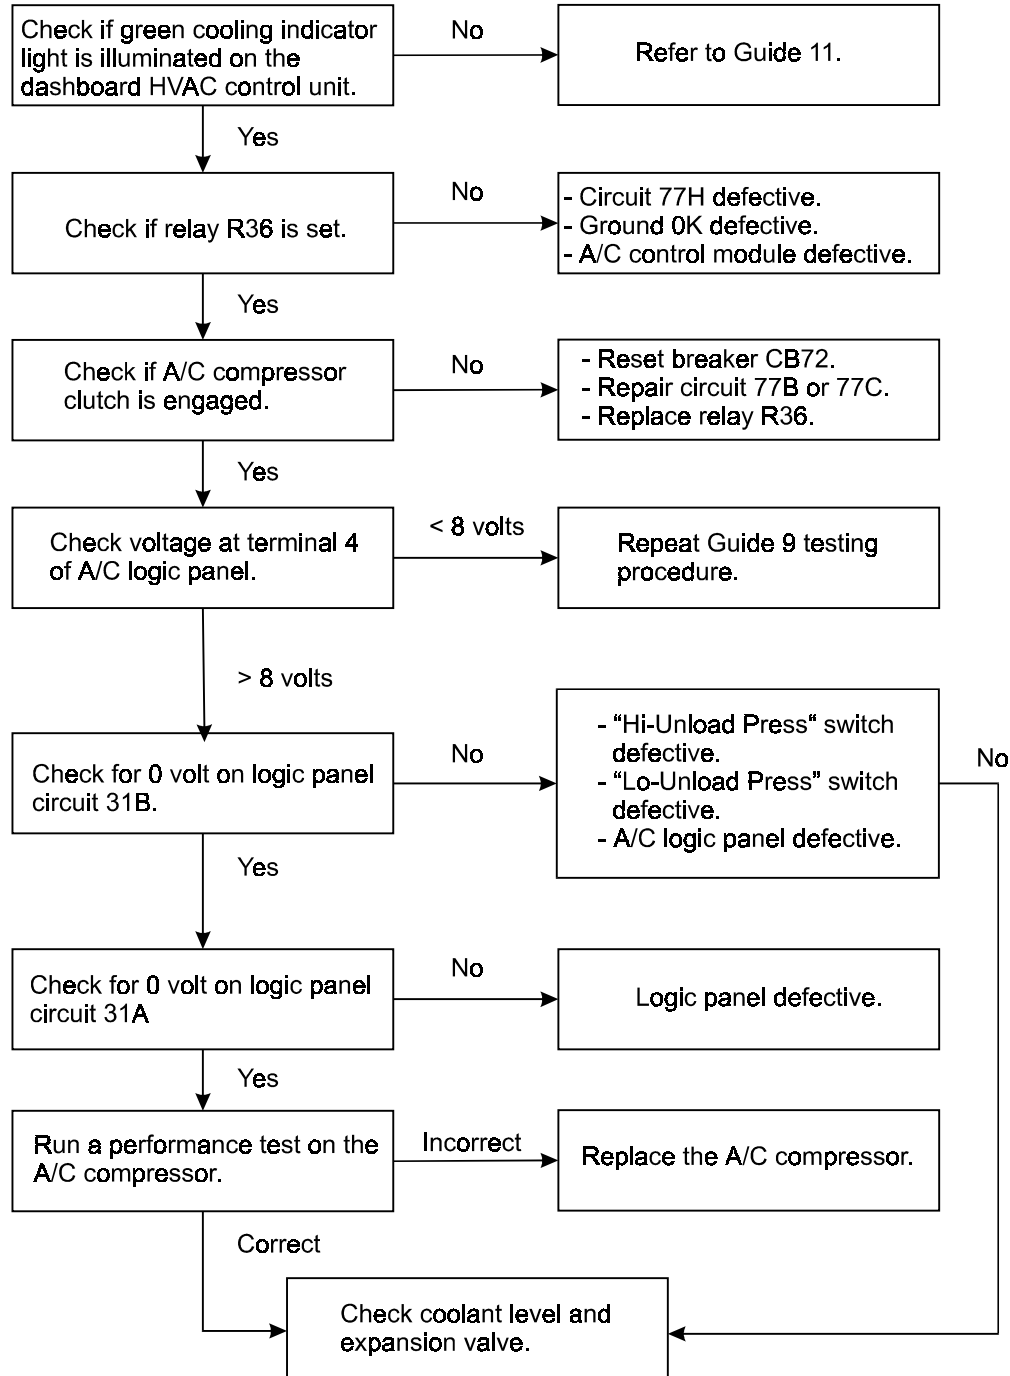 Check if green cooling indicator
light is illuminated on the
dashboard HVAC control unit.
No
Refer to Guide 11.
Yes
Check if relay R36 is set.
No
- Circuit 77H defective.
- Ground 0K defective.
- A/C control module defective.
Yes
Check if A/C compressor
clutch is engaged.
No
- Reset breaker CB72.
- Repair circuit 77B or 77C.
- Replace relay R36.
Yes
Check voltage at terminal 4
of A/C logic panel.
< 8 volts
Repeat Guide 9 testing
procedure.
> 8 volts
Check for 0 volt on logic panel
circuit 31B.
No
- “Hi-Unload Press“ switch
defective.
- “Lo-Unload Press” switch
defective.
- A/C logic panel defective.
No
Yes
Check for 0 volt on logic panel
circuit 31A
No
Logic panel defective.
Yes
Run a performance test on the
A/C compressor.
Incorrect
Replace the A/C compressor.
Correct
Check coolant level and
expansion valve.